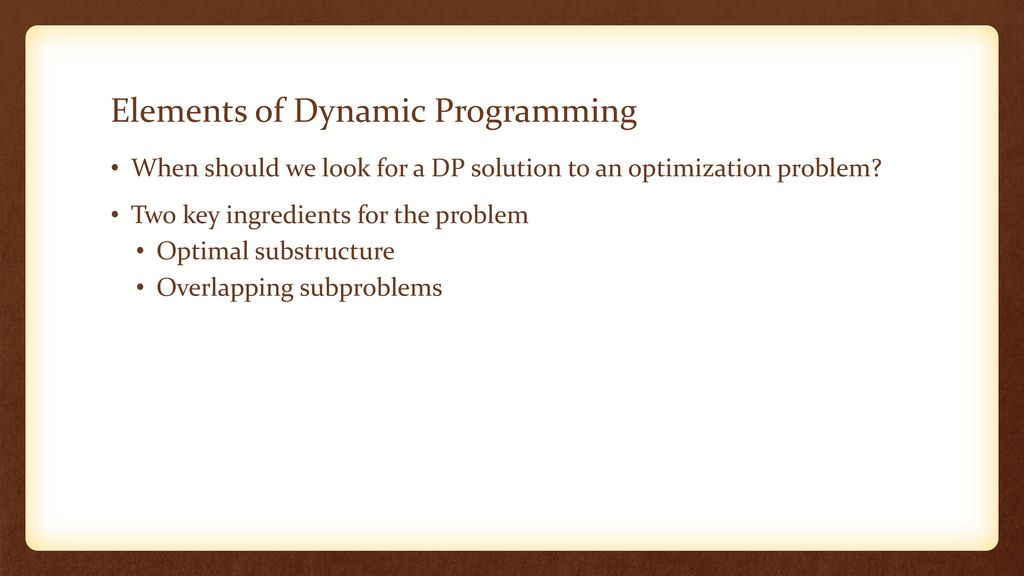 Elements of Dynamic Programming
• When should we look for a DP solution to an optimization problem?
• Two key ingredients for the problem
• Optimal substructure
• Overlapping subproblems